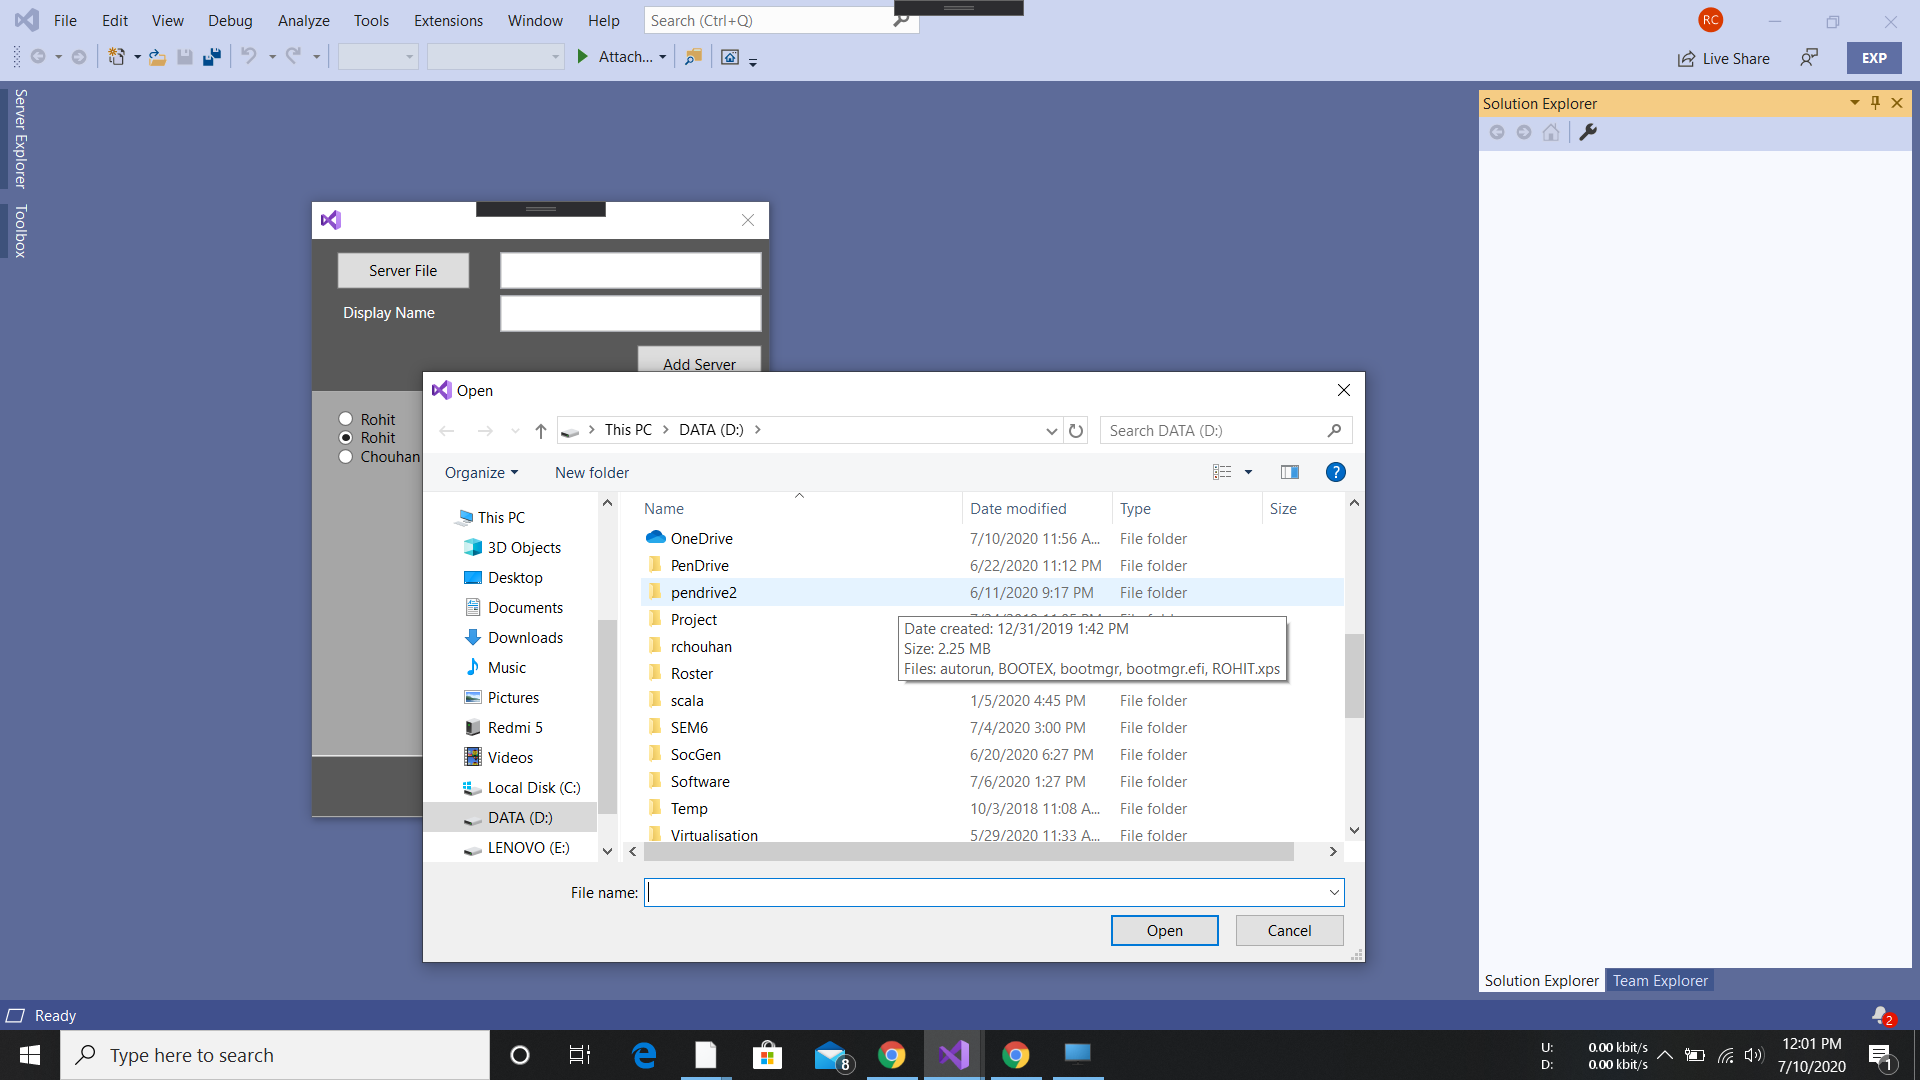 File Edit View Debug Analyze Tools Extensions Window Help Search (Ctrl+Q) RC
Attach... Live Share EXP
Server Explorer
Toolbox
Solution Explorer
Server File
Display Name
Add Server
Rohit
Rohit
Chouhan
Open
This PC DATA (D:) Search DATA (D:)
Organize New folder ?
Name Date modified Type Size
This PC
3D Objects
Desktop
Documents
Downloads
Music
Pictures
Redmi 5
Videos
Local Disk (C:)
DATA (D:)
LENOVO (E:)
OneDrive 7/10/2020 11:56 A... File folder
PenDrive 6/22/2020 11:12 PM File folder
pendrive2 6/11/2020 9:17 PM File folder
Project
rchouhan
Roster
scala 1/5/2020 4:45 PM File folder
SEM6 7/4/2020 3:00 PM File folder
SocGen 6/20/2020 6:27 PM File folder
Software 7/6/2020 1:27 PM File folder
Temp 10/3/2018 11:08 A... File folder
Virtualisation 5/29/2020 11:33 A... File folder
Date created: 12/31/2019 1:42 PM
Size: 2.25 MB
Files: autorun, BOOTEX, bootmgr, bootmgr.efi, ROHIT.xps
File name:
Open Cancel
Solution Explorer Team Explorer
Ready 2
Type here to search 8
U: 0.00 kbit/s
D: 0.00 kbit/s
12:01 PM
7/10/2020
1